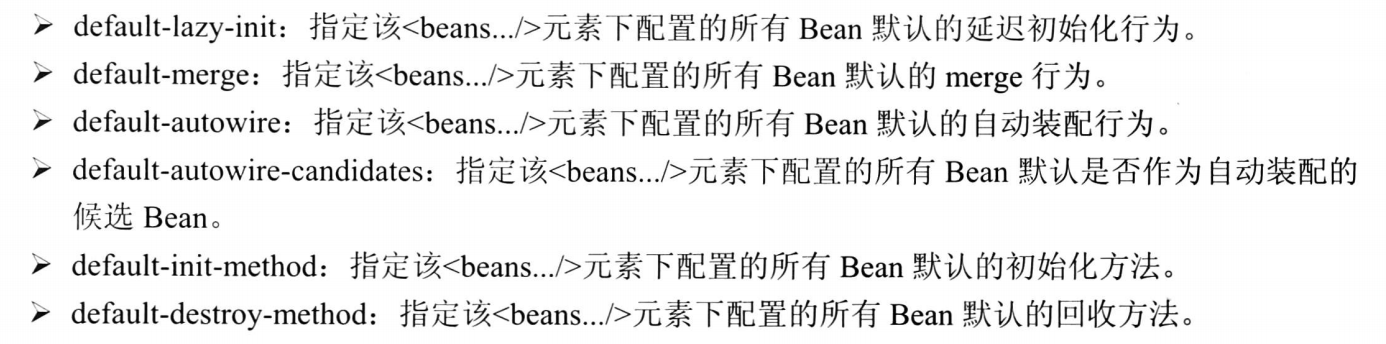 ➢ default-lazy-init：指定该<beans.../>元素下配置的所有 Bean 默认的延迟初始化行为。
➢ default-merge：指定该<beans.../>元素下配置的所有 Bean 默认的 merge 行为。
➢ default-autowire：指定该<beans.../>元素下配置的所有 Bean 默认的自动装配行为。
➢ default-autowire-candidates：指定该<beans.../>元素下配置的所有 Bean 默认是否作为自动装配的
候选 Bean。
➢ default-init-method：指定该<beans.../>元素下配置的所有 Bean 默认的初始化方法。
➢ default-destroy-method：指定该<beans.../>元素下配置的所有 Bean 默认的回收方法。